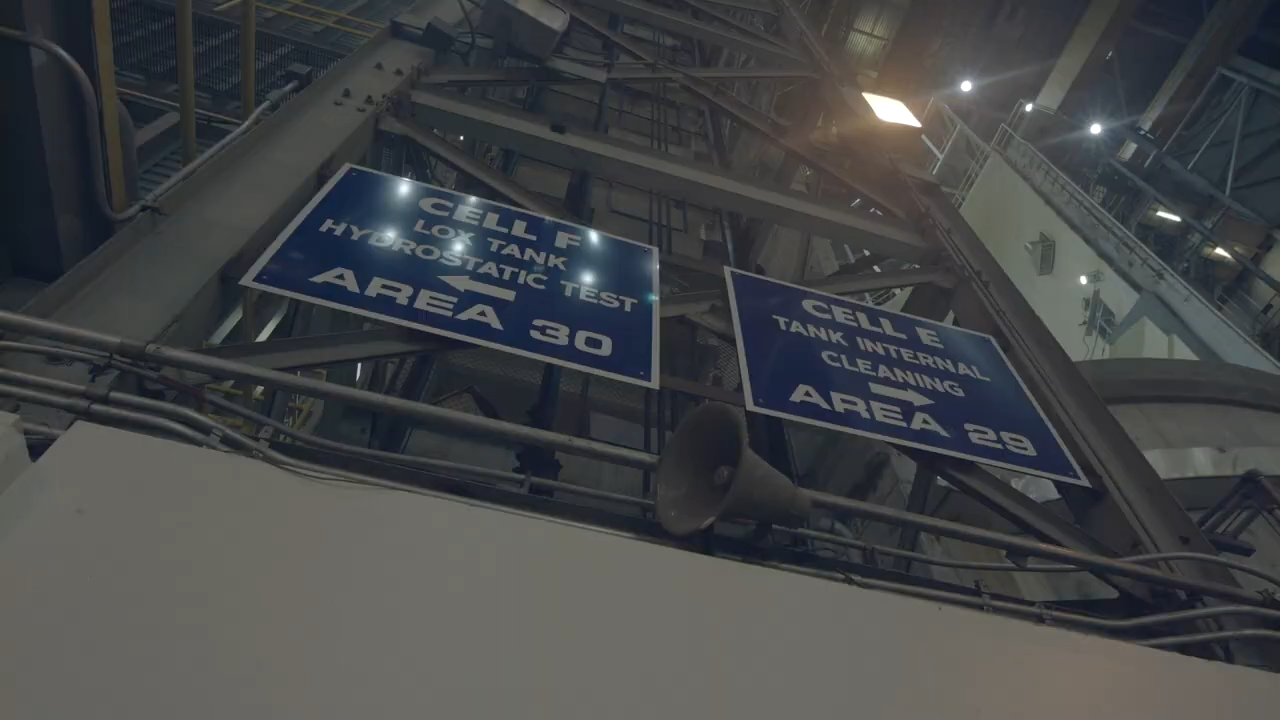 CELL F
LOX TANK
HYDROSTATIC TEST
AREA 30
CELL E
TANK INTERNAL
CLEANING
AREA 29